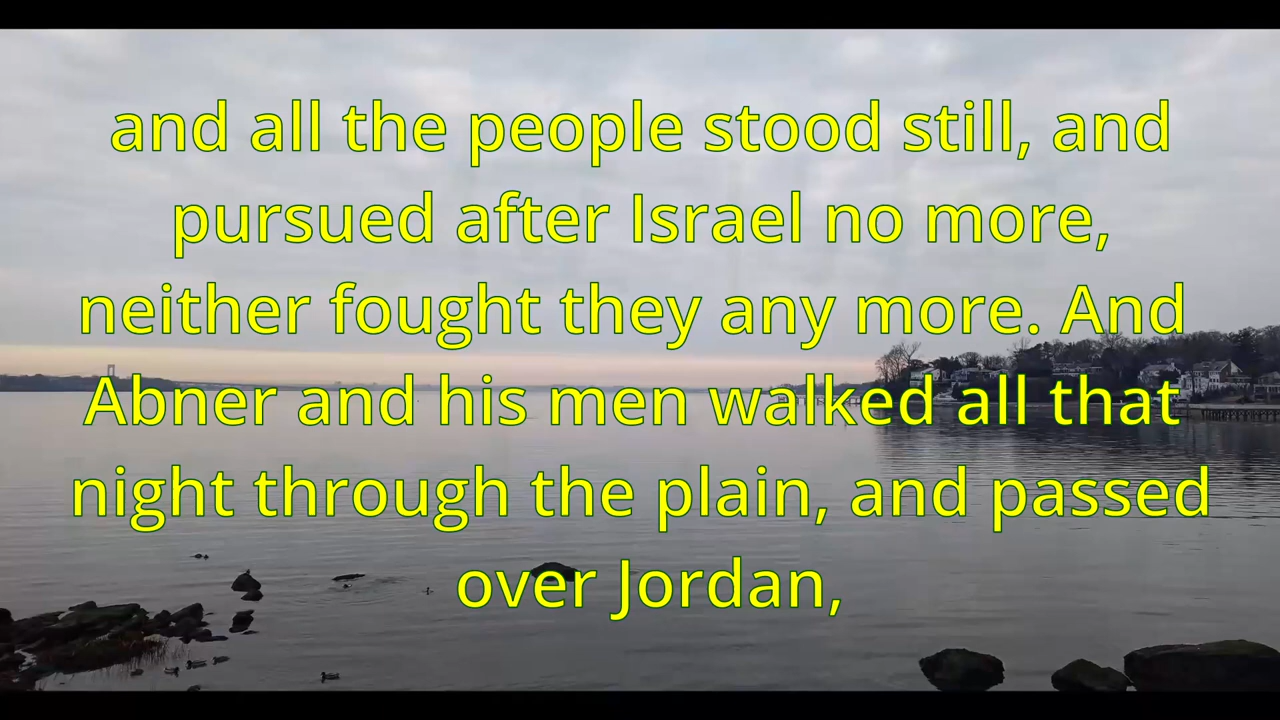 and all the people stood still, and
pursued after Israel no more,
neither fought they any more. And
Abner and his men walked all that
night through the plain, and passed
over Jordan,